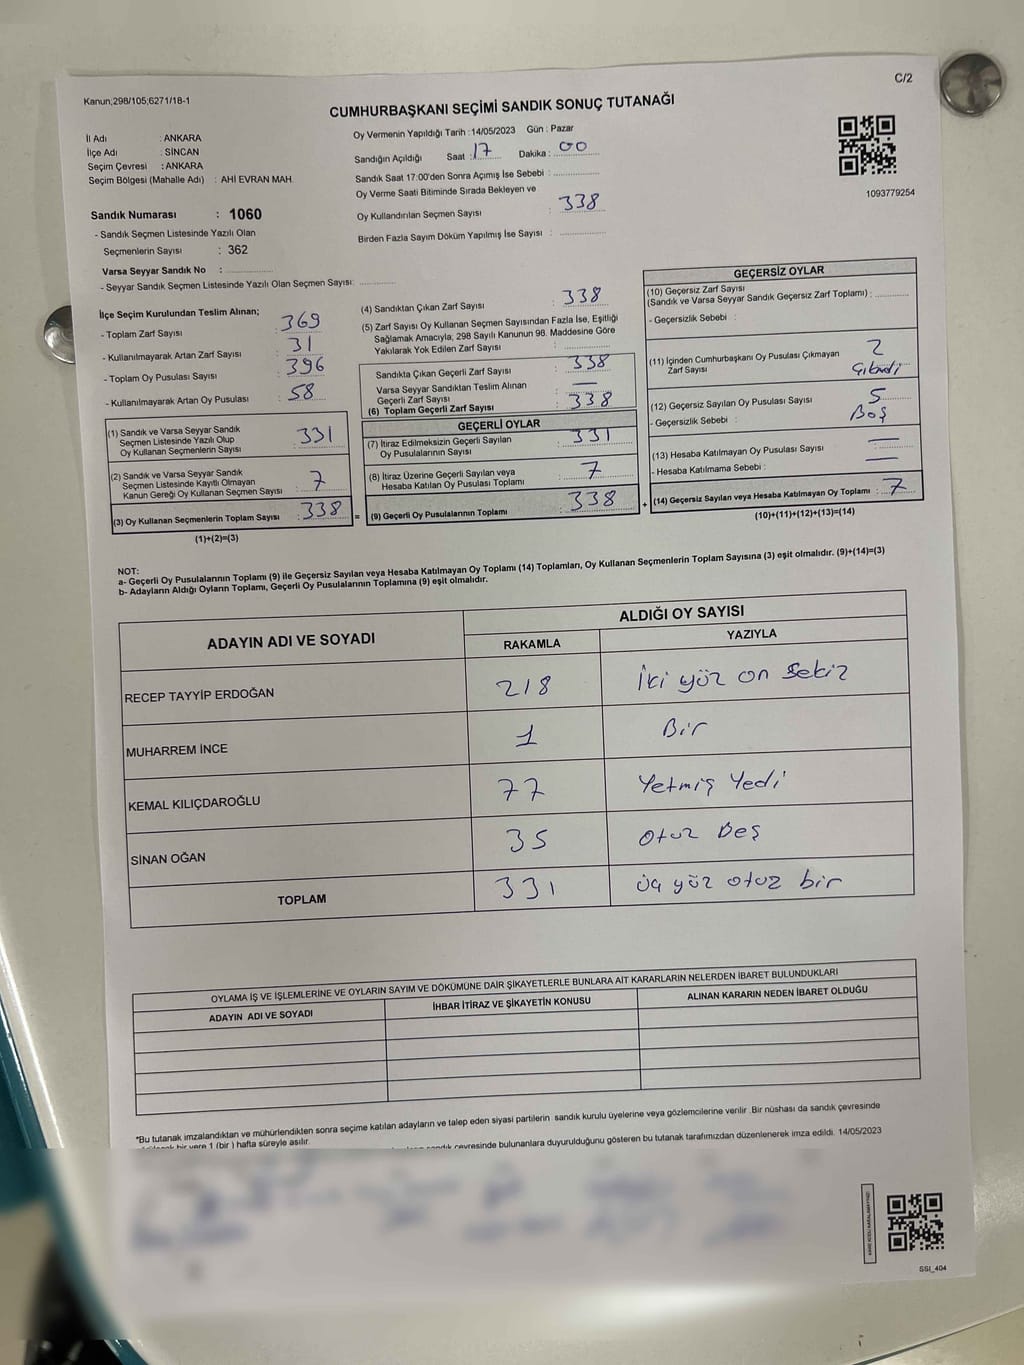 C/2
Kanun;298/105;6271/18-1
CUMHURBAŞKANI SEÇİMİ SANDIK SONUÇ TUTANAĞI
İl Adı : ANKARA
İlçe Adı : SİNCAN
Seçim Çevresi : ANKARA
Seçim Bölgesi (Mahalle Adı) : AHİ EVRAN MAH.
Oy Vermenin Yapıldığı Tarih :14/05/2023 Gün : Pazar
Sandığın Açıldığı Saat : 17 Dakika : 00
Sandık Saat 17:00'den Sonra Açımış İse Sebebi :
Oy Verme Saati Bitiminde Sırada Bekleyen ve
Oy Kullandırılan Seçmen Sayısı : 338
Birden Fazla Sayım Döküm Yapılmış İse Sayısı :
1093779254
Sandık Numarası : 1060
- Sandık Seçmen Listesinde Yazılı Olan
Seçmenlerin Sayısı : 362
Varsa Seyyar Sandık No :
- Seyyar Sandık Seçmen Listesinde Yazılı Olan Seçmen Sayısı:
İlçe Seçim Kurulundan Teslim Alınan;
- Toplam Zarf Sayısı : 369
- Kullanılmayarak Artan Zarf Sayısı : 31
- Toplam Oy Pusulası Sayısı : 396
- Kullanılmayarak Artan Oy Pusulası : 58
(1) Sandık ve Varsa Seyyar Sandık
Seçmen Listesinde Yazılı Olup
Oy Kullanan Seçmenlerin Sayısı : 331
(2) Sandık ve Varsa Seyyar Sandık
Seçmen Listesinde Kayıtlı Olmayan
Kanun Gereği Oy Kullanan Seçmen Sayısı : 7
(3) Oy Kullanan Seçmenlerin Toplam Sayısı : 338
(1)+(2)=(3)
(4) Sandıktan Çıkan Zarf Sayısı : 338
(5) Zarf Sayısı Oy Kullanan Seçmen Sayısından Fazla İse, Eşitliği
Sağlamak Amacıyla; 298 Sayılı Kanunun 98. Maddesine Göre
Yakılarak Yok Edilen Zarf Sayısı :
Sandıkta Çıkan Geçerli Zarf Sayısı : 338
Varsa Seyyar Sandıktan Teslim Alınan
Geçerli Zarf Sayısı : —
(6) Toplam Geçerli Zarf Sayısı : 338
=
GEÇERLİ OYLAR
(7) İtiraz Edilmeksizin Geçerli Sayılan
Oy Pusulalarının Sayısı : 331
(8) İtiraz Üzerine Geçerli Sayılan veya
Hesaba Katılan Oy Pusulası Toplamı : 7
(9) Geçerli Oy Pusulalarının Toplamı : 338
+
GEÇERSİZ OYLAR
(10) Geçersiz Zarf Sayısı
(Sandık ve Varsa Seyyar Sandık Geçersiz Zarf Toplamı) :
- Geçersizlik Sebebi :
(11) İçinden Cumhurbaşkanı Oy Pusulası Çıkmayan
Zarf Sayısı : 2
(12) Geçersiz Sayılan Oy Pusulası Sayısı : 5
- Geçersizlik Sebebi : Boş
(13) Hesaba Katılmayan Oy Pusulası Sayısı : —
- Hesaba Katılmama Sebebi : —
(14) Geçersiz Sayılan veya Hesaba Katılmayan Oy Toplamı : 7
(10)+(11)+(12)+(13)=(14)
NOT:
a- Geçerli Oy Pusulalarının Toplamı (9) ile Geçersiz Sayılan veya Hesaba Katılmayan Oy Toplamı (14) Toplamları, Oy Kullanan Seçmenlerin Toplam Sayısına (3) eşit olmalıdır. (9)+(14)=(3)
b- Adayların Aldığı Oyların Toplamı, Geçerli Oy Pusulalarının Toplamına (9) eşit olmalıdır.
ADAYIN ADI VE SOYADI
ALDIĞI OY SAYISI
RAKAMLA YAZIYLA
RECEP TAYYİP ERDOĞAN 218 İki yüz on sekiz
MUHARREM İNCE 1 Bir
KEMAL KILIÇDAROĞLU 77 Yetmiş Yedi
SİNAN OĞAN 35 Otuz Beş
TOPLAM 331 üç yüz otuz bir
OYLAMA İŞ VE İŞLEMLERİNE VE OYLARIN SAYIM VE DÖKÜMÜNE DAİR ŞİKAYETLERLE BUNLARA AİT KARARLARIN NELERDEN İBARET BULUNDUKLARI
ADAYIN ADI VE SOYADI İHBAR İTİRAZ VE ŞİKAYETİN KONUSU ALINAN KARARIN NEDEN İBARET OLDUĞU
*Bu tutanak imzalandıktan ve mühürlendikten sonra seçime katılan adayların ve talep eden siyasi partilerin sandık kurulu üyelerine veya gözlemcilerine verilir. Bir nüshası da sandık çevresinde
bir yere 1 (bir ) hafta süreyle asılır.
sandık çevresinde bulunanlara duyurulduğunu gösteren bu tutanak tarafımızdan düzenlenerek imza edildi. 14/05/2023
SSI_404